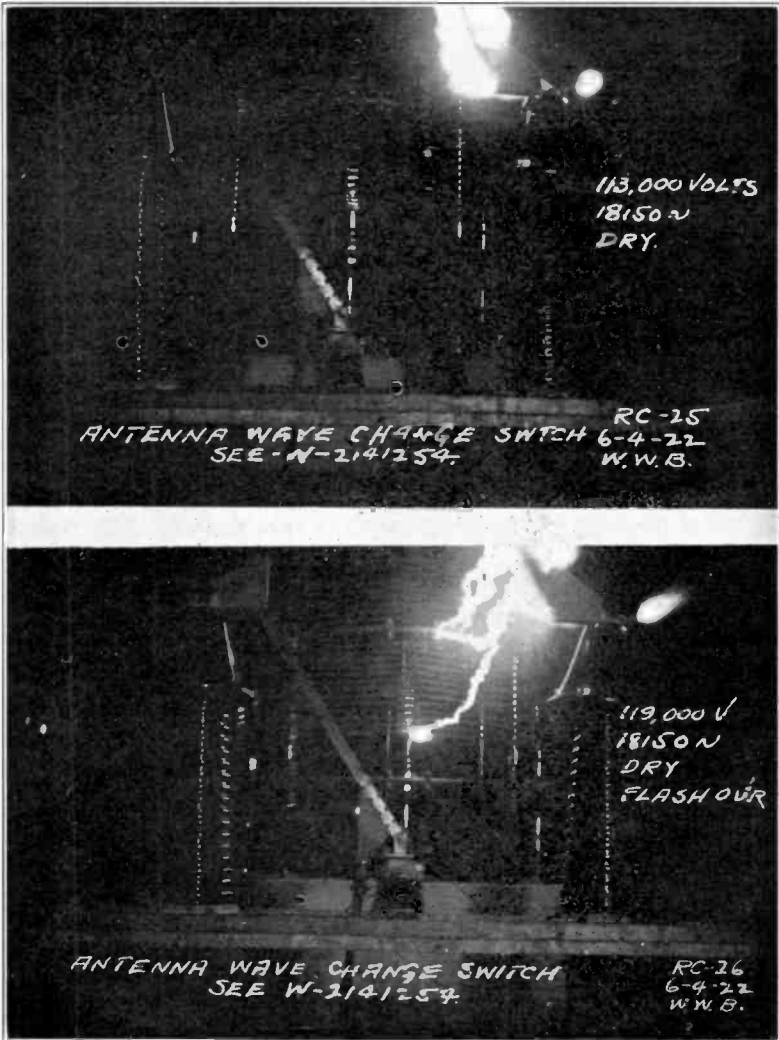 113,000 VOLTS
18150 ~
DRY.
ANTENNA WAVE CHANGE SWTCH
SEE-W-2141254.
RC-25
6-4-22
W.W.B.
119,000 V
18150 ~
DRY
FLASH OVER
ANTENNA WAVE CHANGE SWITCH
SEE W-2141254.
RC-26
6-4-22
W.W.B.